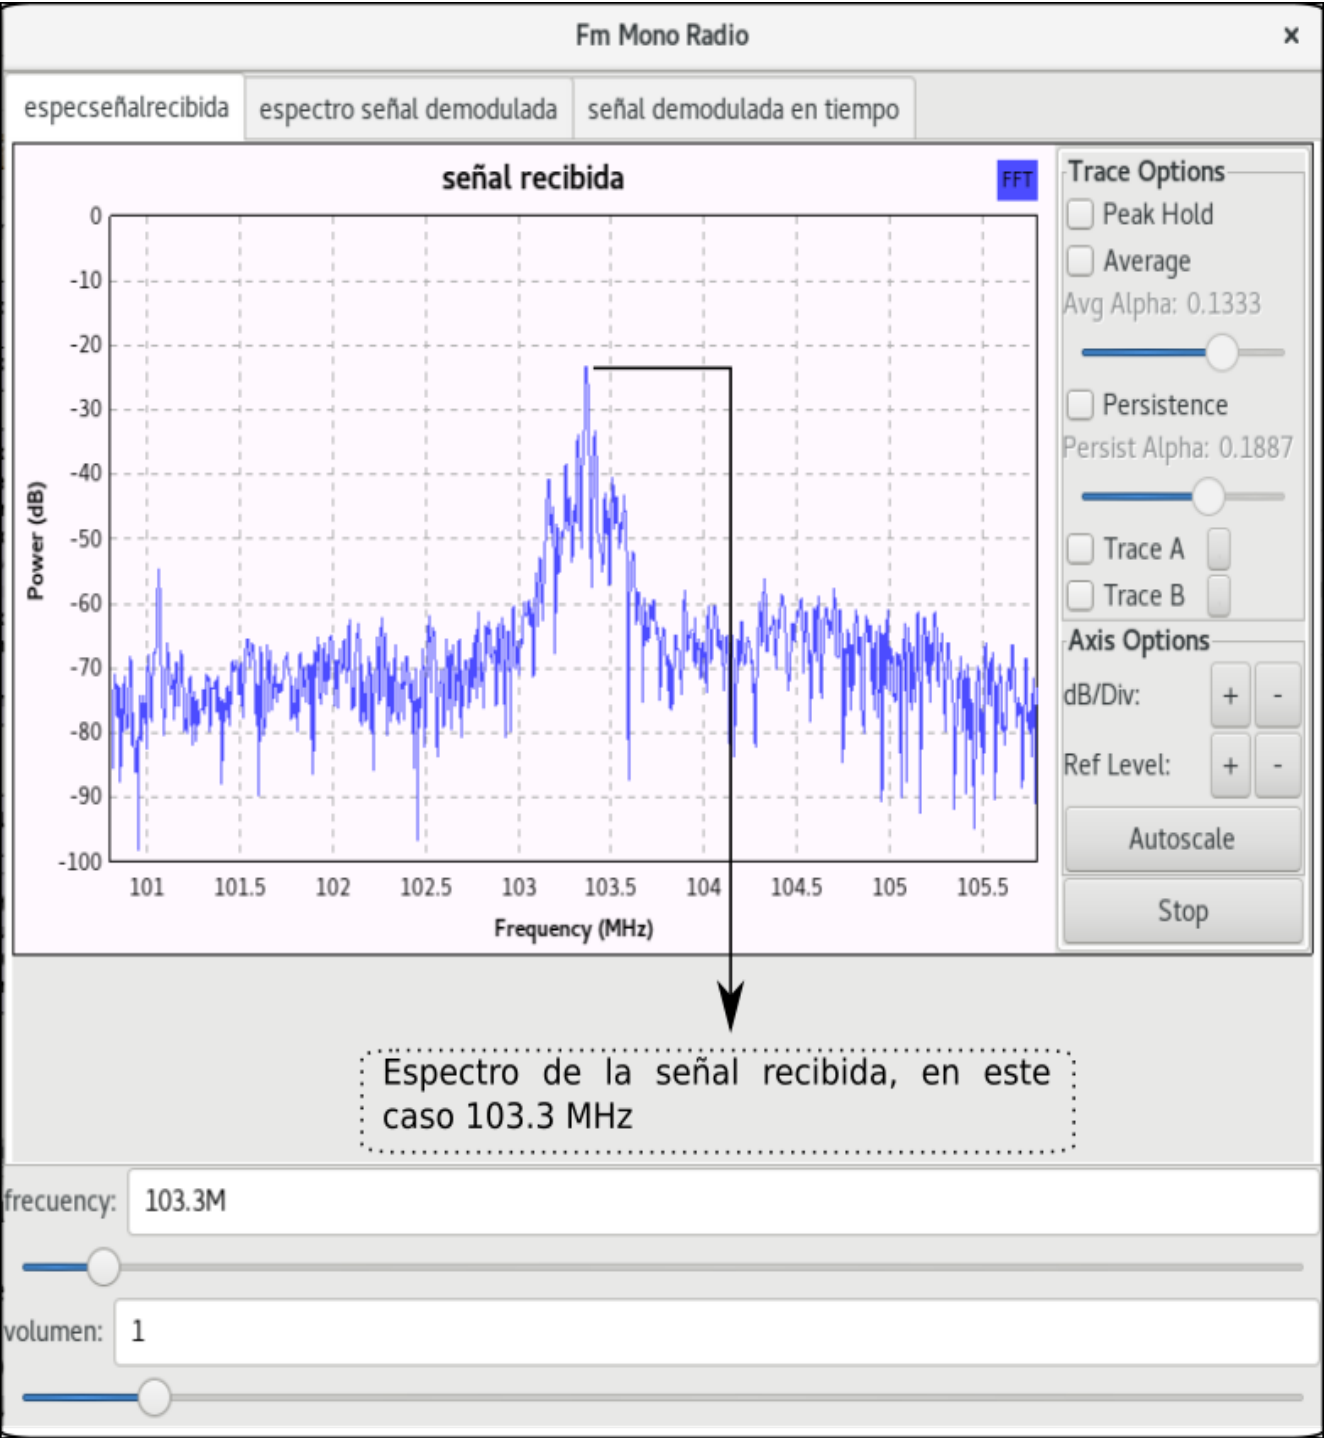 Fm Mono Radio ×
especseñalrecibida espectro señal demodulada señal demodulada en tiempo
señal recibida
FFT
0
-10
-20
-30
-40
-50
-60
-70
-80
-90
-100
Power (dB)
101 101.5 102 102.5 103 103.5 104 104.5 105 105.5
Frequency (MHz)
Trace Options
Peak Hold
Average
Avg Alpha: 0.1333
Persistence
Persist Alpha: 0.1887
Trace A
Trace B
Axis Options
dB/Div: + -
Ref Level: + -
Autoscale
Stop
Espectro de la señal recibida, en este
caso 103.3 MHz
frecuency: 103.3M
volumen: 1